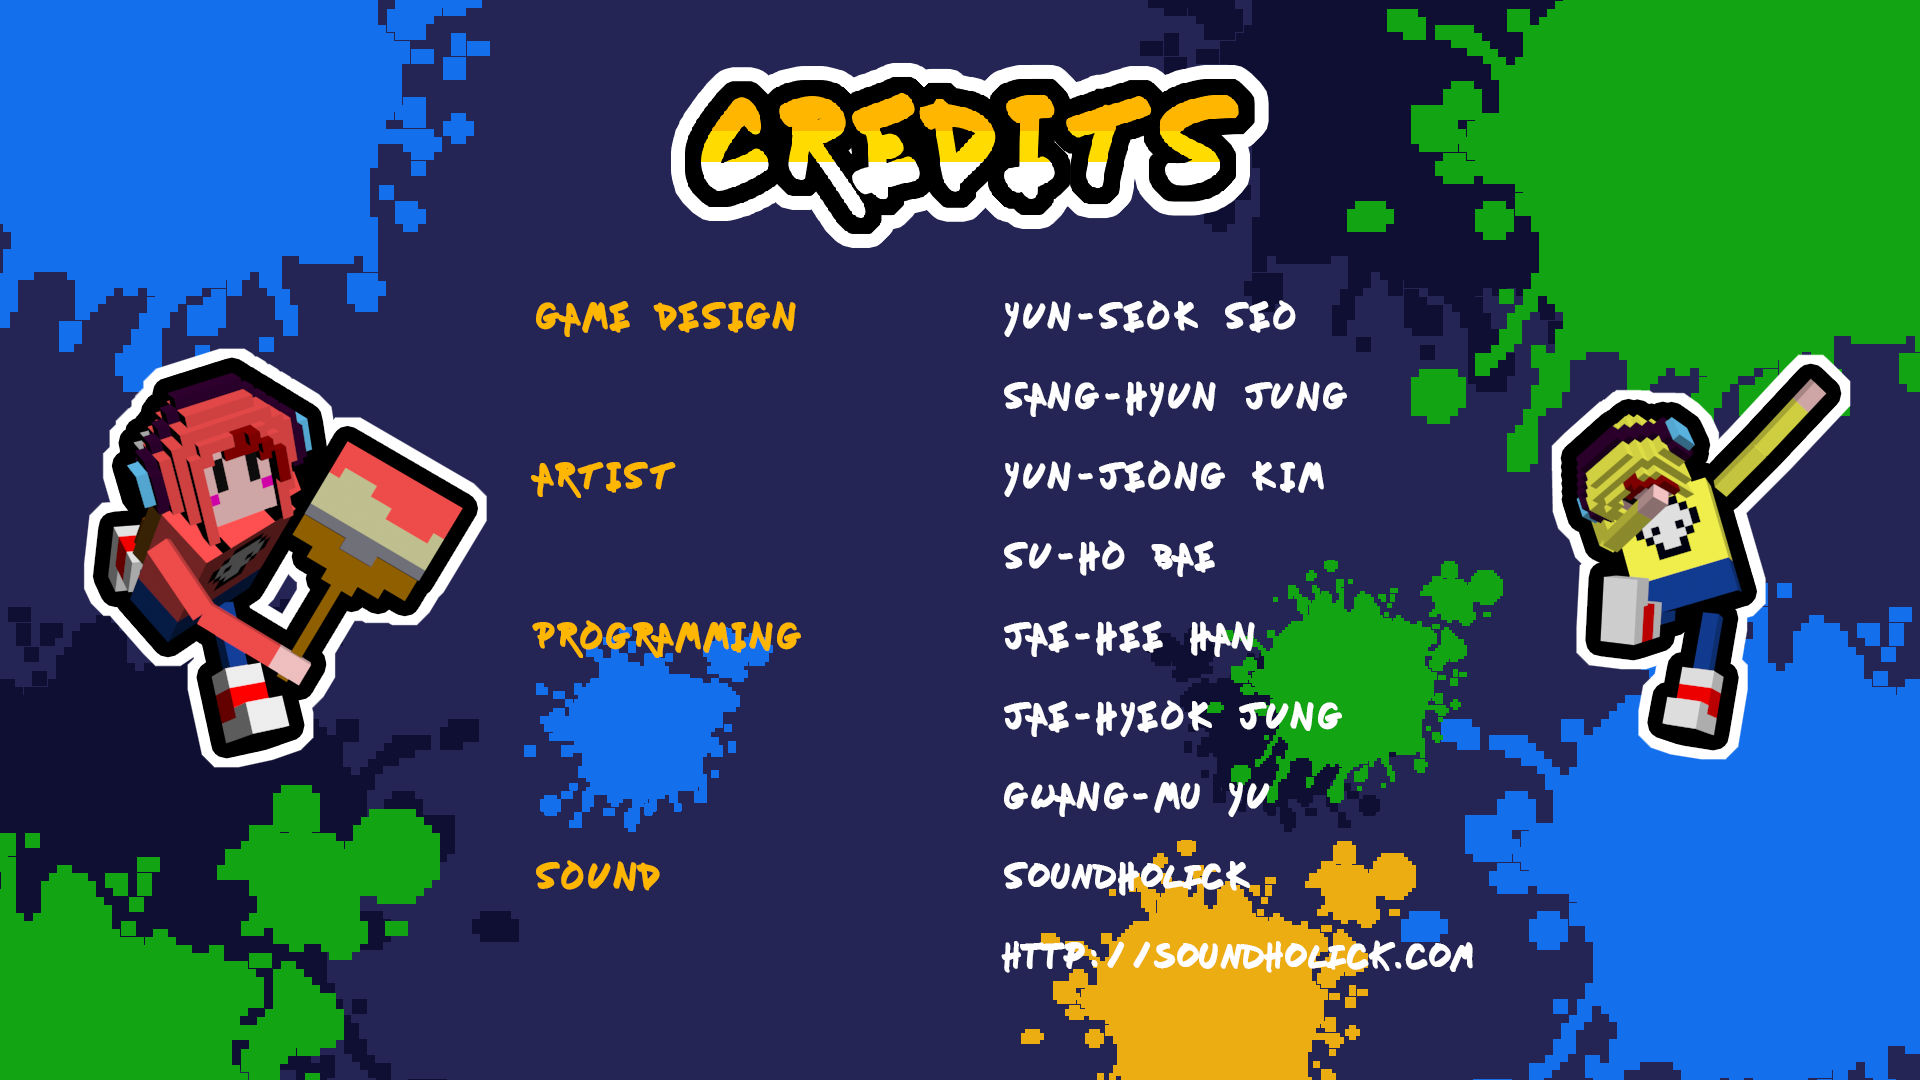 CREDITS
GAME DESIGN YUN-SEOK SEO
SANG-HYUN JUNG
ARTIST YUN-JEONG KIM
SU-HO BAE
PROGRAMMING JAE-HEE HAN
JAE-HYEOK JUNG
GWANG-MU YU
SOUND SOUNDHOLICK
HTTP://SOUNDHOLICK.COM